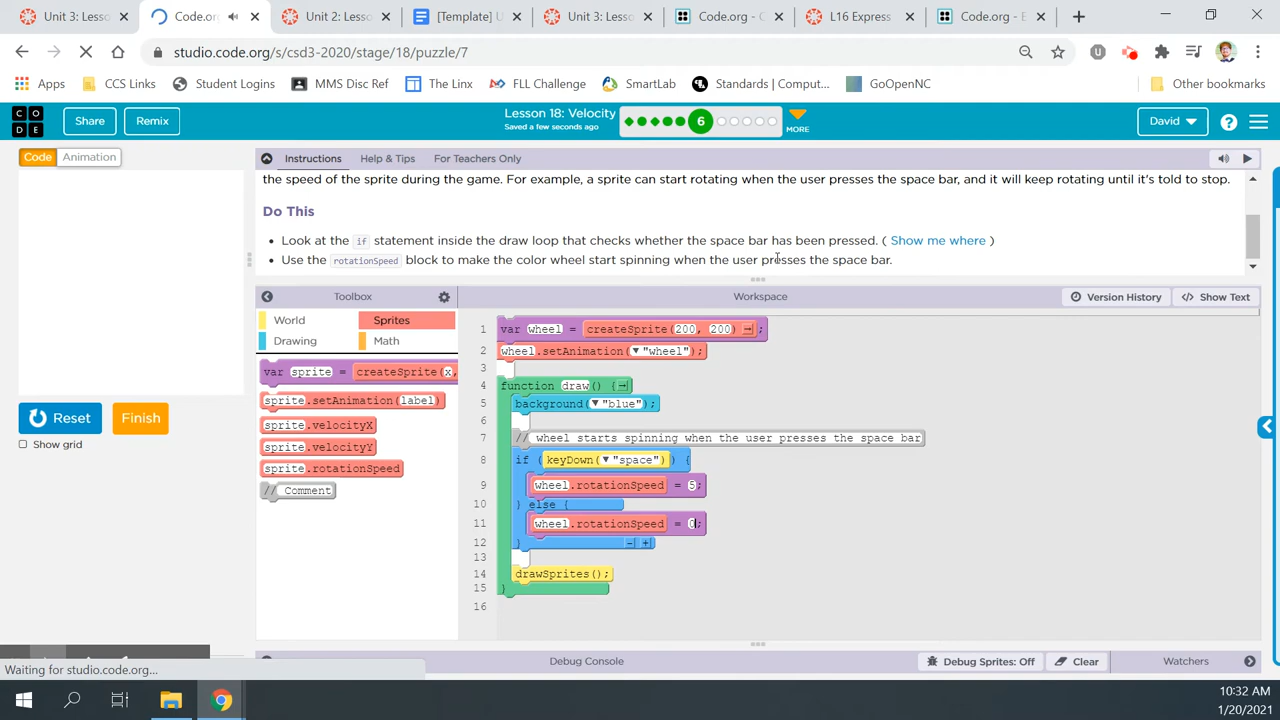 Unit 3: Lesso
Code.or
Unit 2: Lesso
[Template] U
Unit 3: Lesso
Code.org - C
L16 Express
Code.org - E
studio.code.org/s/csd3-2020/stage/18/puzzle/7
Apps
CCS Links
Student Logins
MMS Disc Ref
The Linx
FLL Challenge
SmartLab
Standards | Comput...
GoOpenNC
Other bookmarks
C O
D E
Share
Remix
Lesson 18: Velocity
Saved a few seconds ago
6
MORE
David
Code
Animation
Instructions
Help & Tips
For Teachers Only
the speed of the sprite during the game. For example, a sprite can start rotating when the user presses the space bar, and it will keep rotating until it's told to stop.
Do This
Look at the if statement inside the draw loop that checks whether the space bar has been pressed. ( Show me where )
Use the rotationSpeed block to make the color wheel start spinning when the user presses the space bar.
Toolbox
Workspace
Version History
</> Show Text
World
Sprites
Drawing
Math
var sprite = createSprite(x,
sprite.setAnimation(label)
sprite.velocityX
sprite.velocityY
sprite.rotationSpeed
// Comment
Reset
Finish
Show grid
1 var wheel = createSprite(200, 200) ;
2 wheel.setAnimation("wheel");
3
4 function draw() {
5 background("blue");
6
7 // wheel starts spinning when the user presses the space bar
8 if (keyDown("space")) {
9 wheel.rotationSpeed = 5;
10 } else {
11 wheel.rotationSpeed = 0;
12 }
13
14 drawSprites();
15 }
16
Debug Console
Debug Sprites: Off
Clear
Watchers
Waiting for studio.code.org...
10:32 AM
1/20/2021